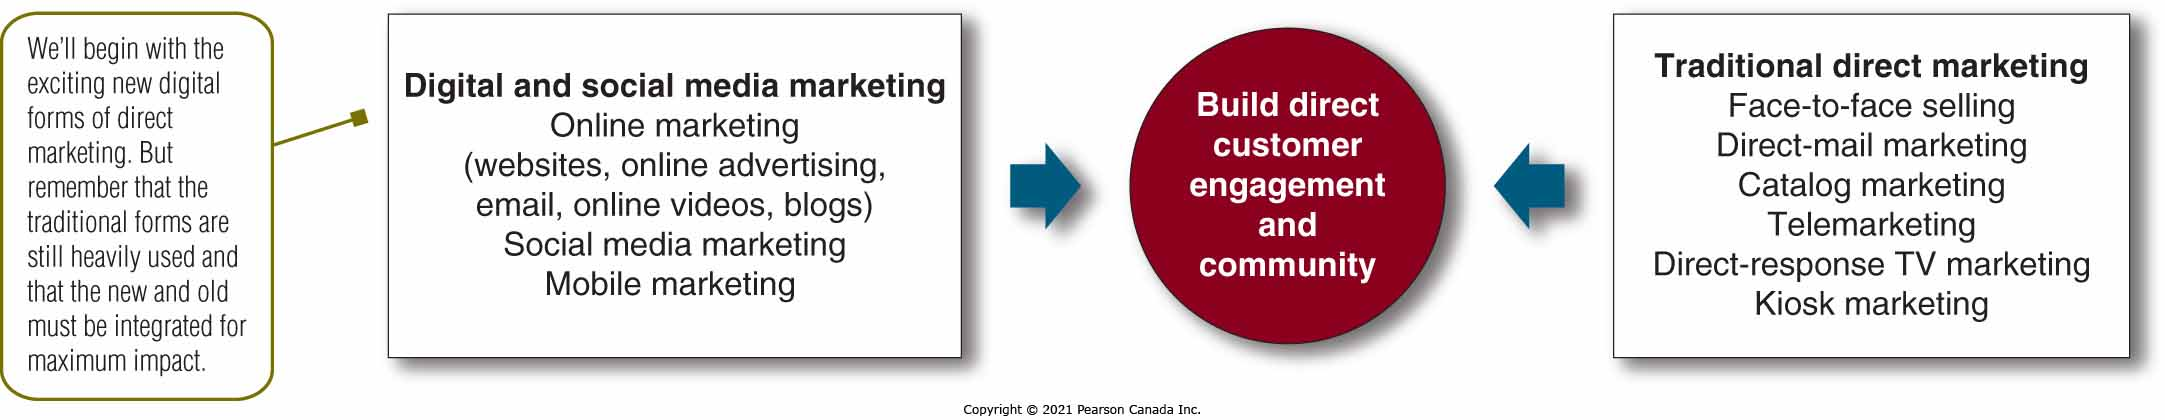 We'll begin with the
exciting new digital
forms of direct
marketing. But
remember that the
traditional forms are
still heavily used and
that the new and old
must be integrated for
maximum impact.
Digital and social media marketing
Online marketing
(websites, online advertising,
email, online videos, blogs)
Social media marketing
Mobile marketing
Build direct
customer
engagement
and
community
Traditional direct marketing
Face-to-face selling
Direct-mail marketing
Catalog marketing
Telemarketing
Direct-response TV marketing
Kiosk marketing
Copyright © 2021 Pearson Canada Inc.